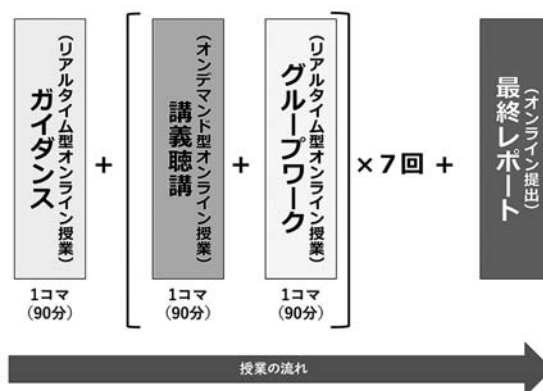 ガイダンス
(リアルタイム型オンライン授業)
+
講義聴講
(オンデマンド型オンライン授業)
+
グループワーク
(リアルタイム型オンライン授業)
×7回
+
最終レポート
(オンライン提出)
1コマ
(90分)
1コマ
(90分)
1コマ
(90分)
授業の流れ